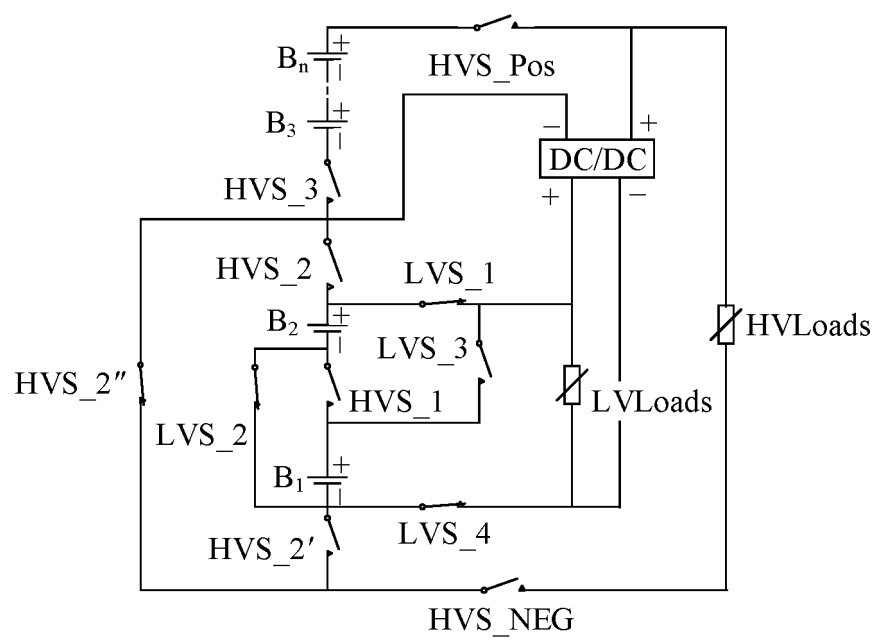 +
Bn
HVS_Pos
−
+
B3
−
− +
DC/DC
+ −
HVS_3
HVS_2
LVS_1
+
B2
−
LVS_3
HVLoads
HVS_2″
HVS_1
LVLoads
LVS_2
+
B1
−
LVS_4
HVS_2′
HVS_NEG